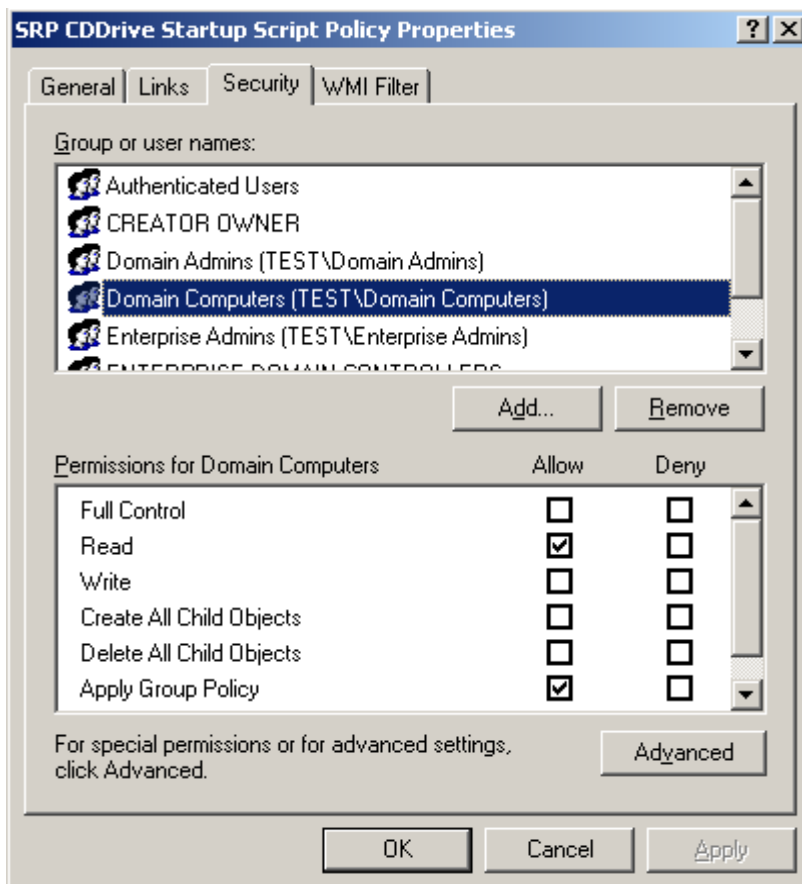 SRP CDDrive Startup Script Policy Properties
General Links Security WMI Filter
Group or user names:
Authenticated Users
CREATOR OWNER
Domain Admins (TEST\Domain Admins)
Domain Computers (TEST\Domain Computers)
Enterprise Admins (TEST\Enterprise Admins)
ENTERPRISE DOMAIN CONTROLLERS
Add... Remove
Permissions for Domain Computers Allow Deny
Full Control
Read
Write
Create All Child Objects
Delete All Child Objects
Apply Group Policy
For special permissions or for advanced settings,
click Advanced.
Advanced
OK Cancel Apply